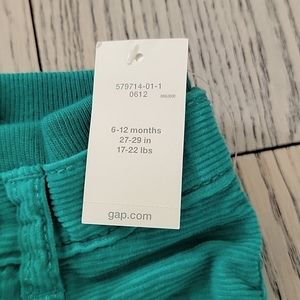 579714-01-1
0612
6-12 months
27-29 in
17-22 lbs
gap.com